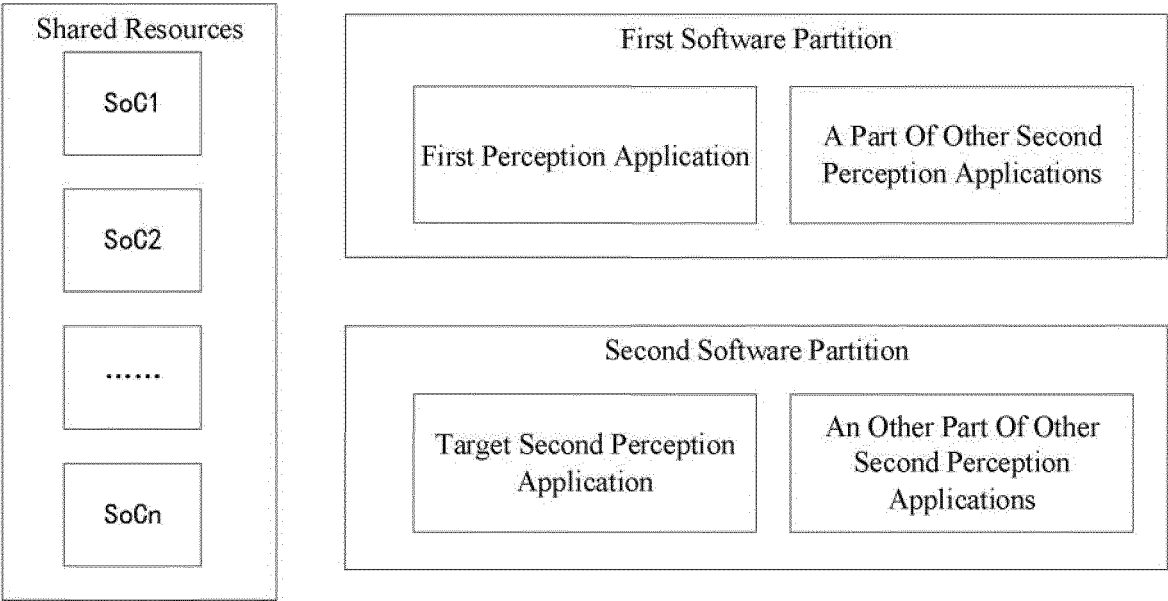 Shared Resources
SoC1
SoC2
......
SoCn
First Software Partition
First Perception Application
A Part Of Other Second
Perception Applications
Second Software Partition
Target Second Perception
Application
An Other Part Of Other
Second Perception
Applications